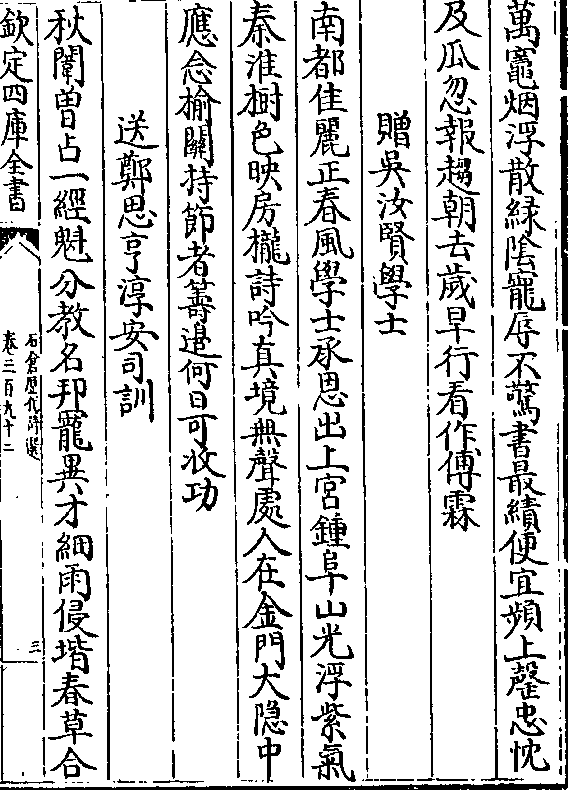 萬竈烟浮散緑陰寵辱不驚書最績便宜頻上罄忠忱
及瓜忽報趨朝去歲旱行看作傅霖
贈吳汝賢學士
南都佳麗正春風學士承恩出上宮鍾阜山光浮紫氣
秦淮樹色映房櫳詩吟真境無聲處人在金門大隐中
應念榆關持節者籌邉何日可收功
送鄭思亨淳安司訓
秋闈曽占一經魁分教名邦寵異才細雨侵堦春草合
欽定四庫全書
石倉歴代詩選
卷三百九十二
三